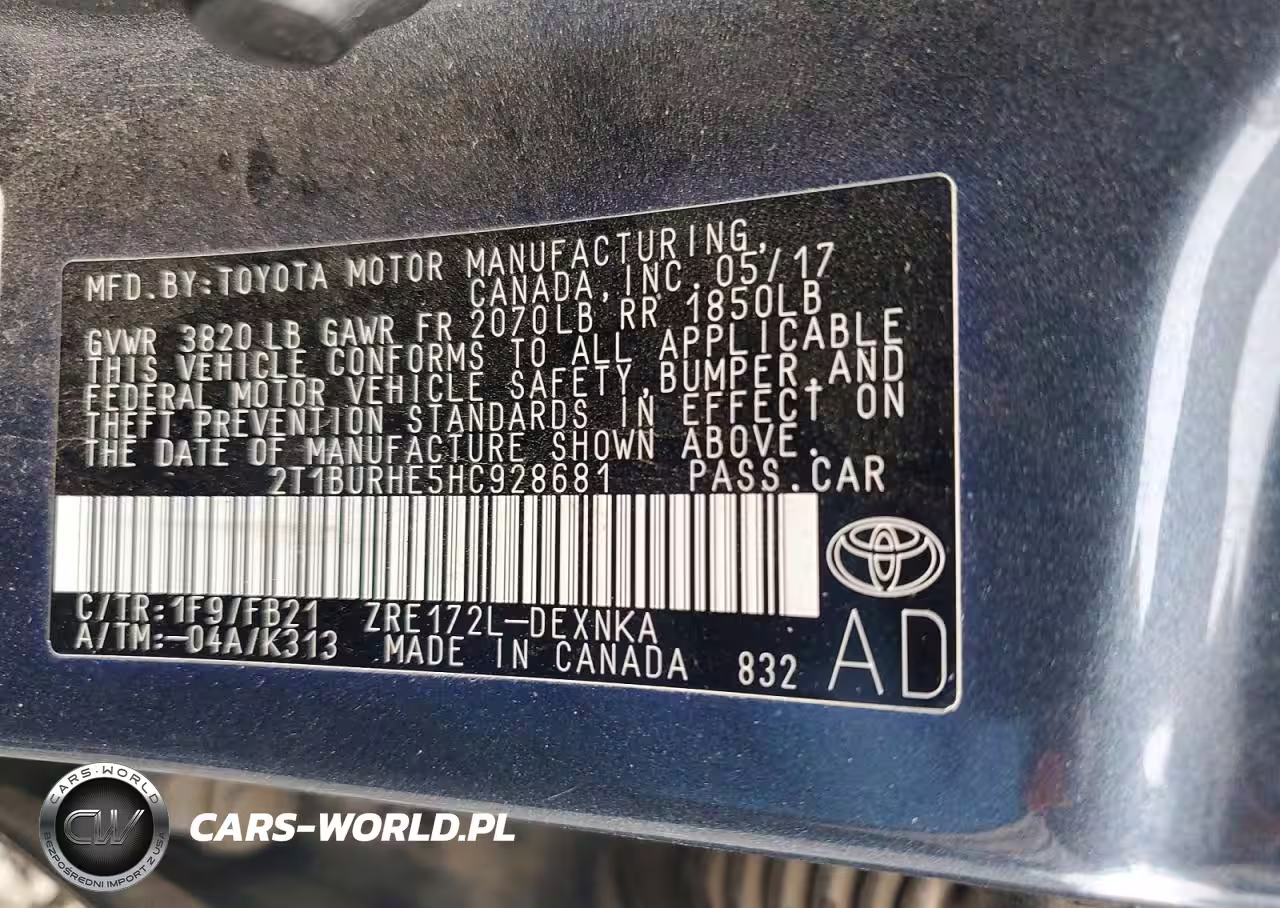 MFD.BY:TOYOTA MOTOR MANUFACTURING,
CANADA, INC. 05/17
GVWR 3820 LB GAWR FR 2070LB RR 1850LB
THIS VEHICLE CONFORMS TO ALL APPLICABLE
FEDERAL MOTOR VEHICLE SAFETY,BUMPER,AND
THEFT PREVENTION STANDARDS IN EFFECT ON
THE DATE OF MANUFACTURE SHOWN ABOVE.
2T1BURHE5HC928681 PASS.CAR
C/TR:1F9/FB21 ZRE172L-DEXNKA
A/TM:-04A/K313 MADE IN CANADA 832 AD
CARS-WORLD
CW
BEZPOŚREDNI IMPORT Z USA
CARS-WORLD.PL